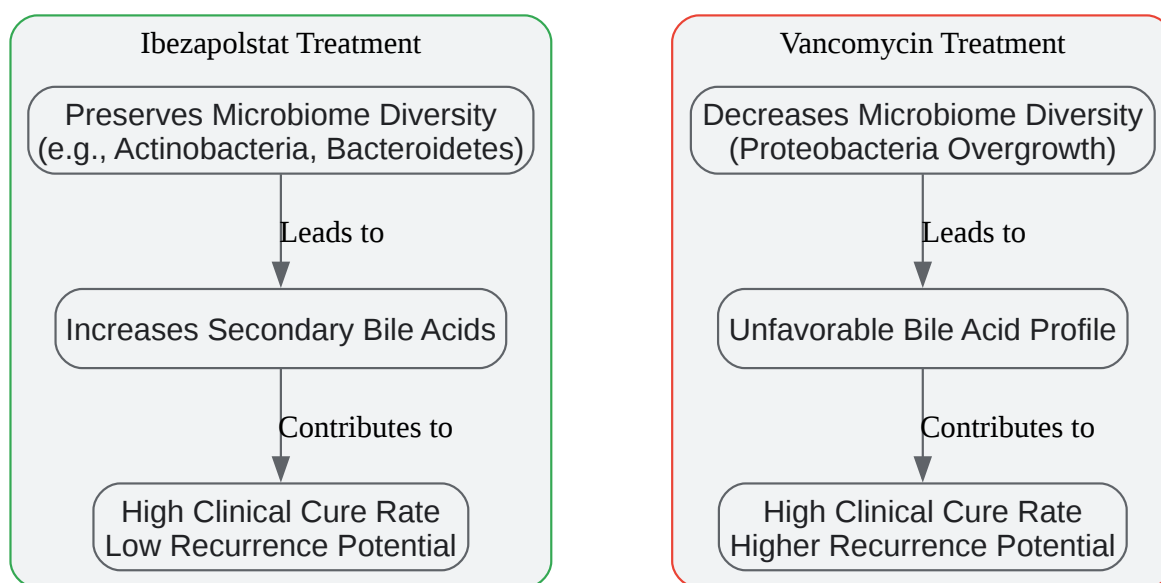 Ibezapolstat Treatment
Preserves Microbiome Diversity
(e.g., Actinobacteria, Bacteroidetes)
Leads to
Increases Secondary Bile Acids
Contributes to
High Clinical Cure Rate
Low Recurrence Potential
Vancomycin Treatment
Decreases Microbiome Diversity
(Proteobacteria Overgrowth)
Leads to
Unfavorable Bile Acid Profile
Contributes to
High Clinical Cure Rate
Higher Recurrence Potential